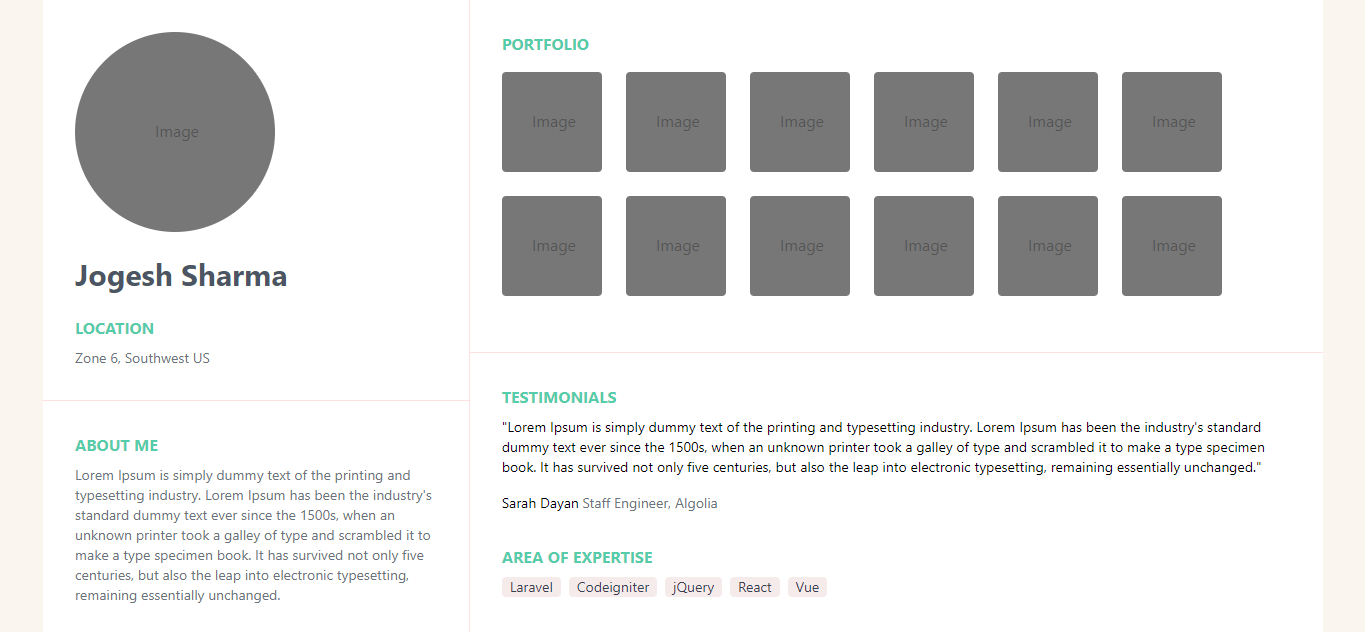 Image
Jogesh Sharma
LOCATION
Zone 6, Southwest US
ABOUT ME
Lorem Ipsum is simply dummy text of the printing and
typesetting industry. Lorem Ipsum has been the industry's
standard dummy text ever since the 1500s, when an
unknown printer took a galley of type and scrambled it to
make a type specimen book. It has survived not only five
centuries, but also the leap into electronic typesetting,
remaining essentially unchanged.
PORTFOLIO
Image Image Image Image Image Image
Image Image Image Image Image Image
TESTIMONIALS
"Lorem Ipsum is simply dummy text of the printing and typesetting industry. Lorem Ipsum has been the industry's standard
dummy text ever since the 1500s, when an unknown printer took a galley of type and scrambled it to make a type specimen
book. It has survived not only five centuries, but also the leap into electronic typesetting, remaining essentially unchanged."
Sarah Dayan Staff Engineer, Algolia
AREA OF EXPERTISE
Laravel Codeigniter jQuery React Vue